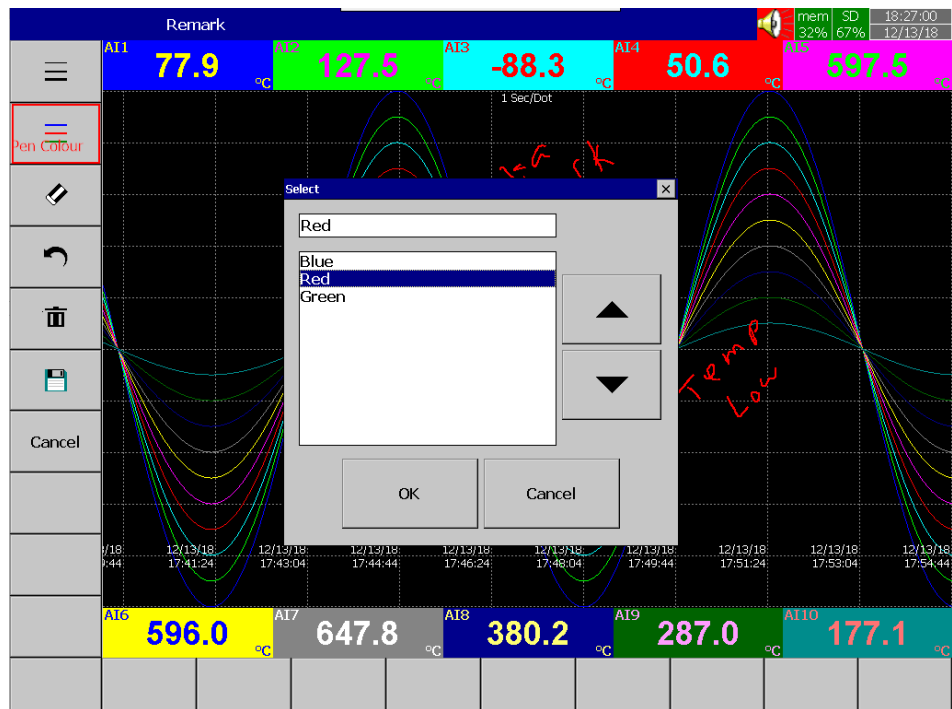 Remark
mem SD 18:27:00
32% 67% 12/13/18
AI1 AI2 AI3 AI4 AI5
77.9 °C 127.5 °C -88.3 °C 50.6 °C 597.5 °C
1 Sec/Dot
Pen Colour
Select
Red
Blue
Red
Green
Temp
Low
OK Cancel
Cancel
3/18 12/13/18 12/13/18 12/13/18 12/13/18 12/13/18 12/13/18 12/13/18 12/13/18 12/13/18
9:44 17:41:24 17:43:04 17:44:44 17:46:24 17:48:04 17:49:44 17:51:24 17:53:04 17:54:44
AI6 AI7 AI8 AI9 AI10
596.0 °C 647.8 °C 380.2 °C 287.0 °C 177.1 °C